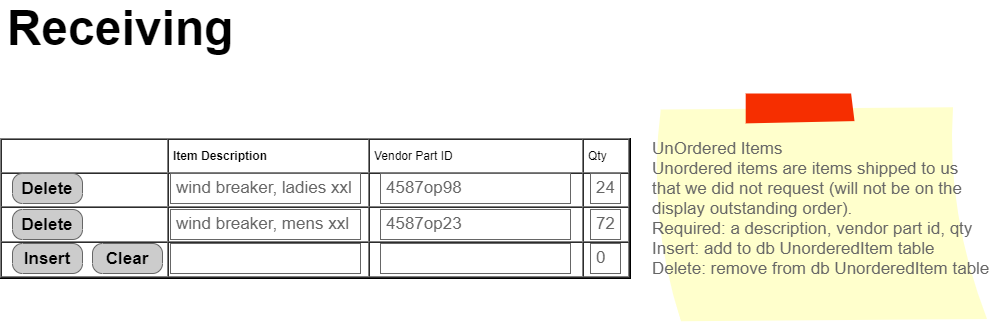 Receiving
Item Description Vendor Part ID Qty
Delete wind breaker, ladies xxl 4587op98 24
Delete wind breaker, mens xxl 4587op23 72
Insert Clear 0
UnOrdered Items
Unordered items are items shipped to us
that we did not request (will not be on the
display outstanding order).
Required: a description, vendor part id, qty
Insert: add to db UnorderedItem table
Delete: remove from db UnorderedItem table